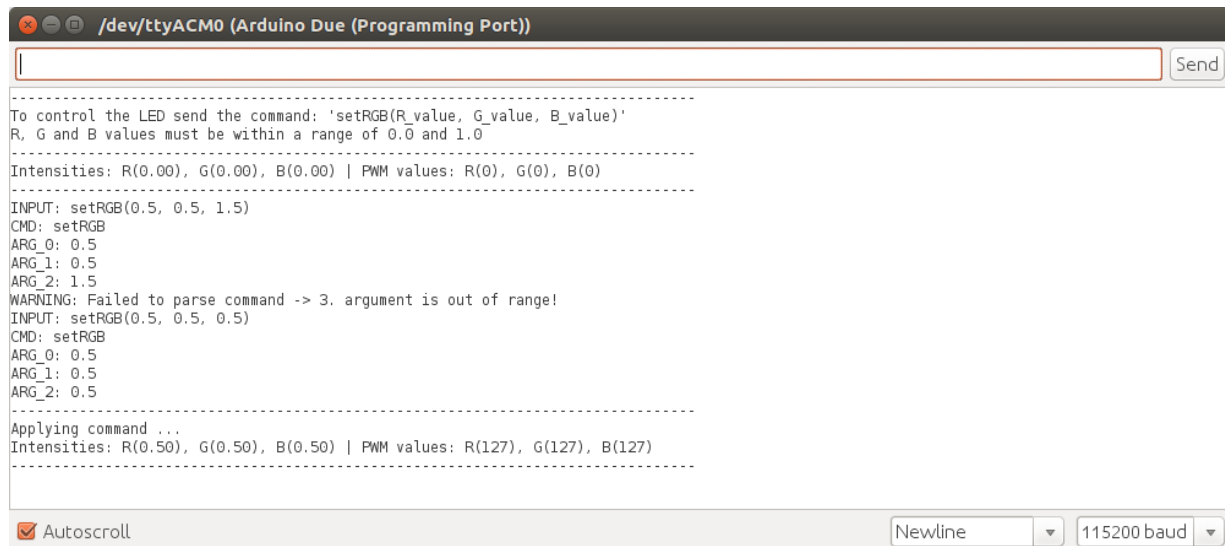 /dev/ttyACM0 (Arduino Due (Programming Port))
Send
--------------------------------------------------------------------------------
To control the LED send the command: 'setRGB(R_value, G_value, B_value)'
R, G and B values must be within a range of 0.0 and 1.0
--------------------------------------------------------------------------------
Intensities: R(0.00), G(0.00), B(0.00) | PWM values: R(0), G(0), B(0)
--------------------------------------------------------------------------------
INPUT: setRGB(0.5, 0.5, 1.5)
CMD: setRGB
ARG_0: 0.5
ARG_1: 0.5
ARG_2: 1.5
WARNING: Failed to parse command -> 3. argument is out of range!
INPUT: setRGB(0.5, 0.5, 0.5)
CMD: setRGB
ARG_0: 0.5
ARG_1: 0.5
ARG_2: 0.5
--------------------------------------------------------------------------------
Applying command ...
Intensities: R(0.50), G(0.50), B(0.50) | PWM values: R(127), G(127), B(127)
--------------------------------------------------------------------------------
Autoscroll
Newline
115200 baud